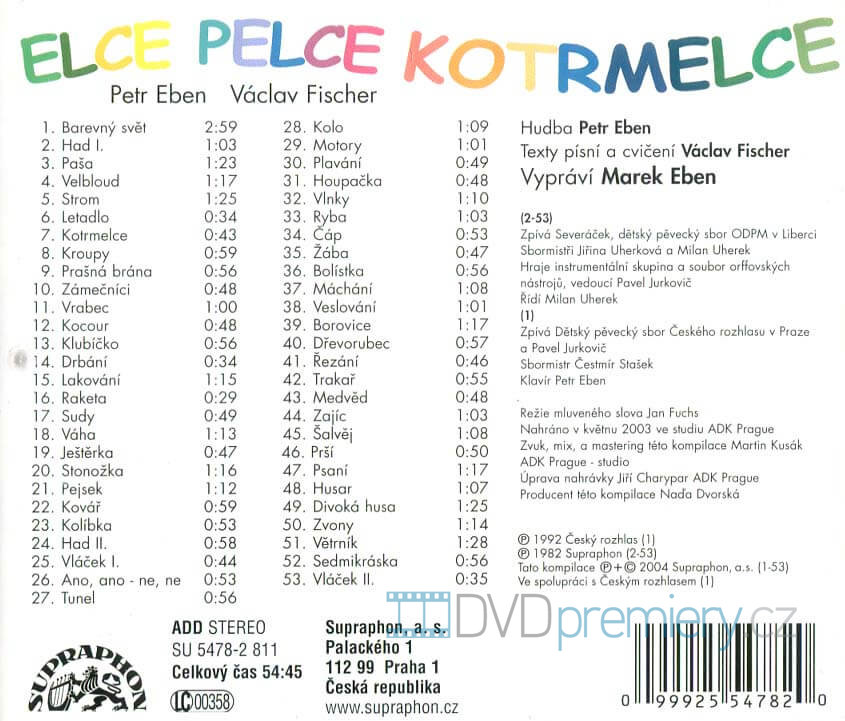 ELCE PELCE KOTRMELCE
Petr Eben Václav Fischer
1. Barevný svět 2:59
2. Had I. 1:03
3. Paša 1:23
4. Velbloud 1:17
5. Strom 1:25
6. Letadlo 0:34
7. Kotrmelce 0:43
8. Kroupy 0:59
9. Prašná brána 0:56
10. Zámečníci 0:48
11. Vrabec 1:00
12. Kocour 0:48
13. Klubíčko 0:56
14. Drbání 0:34
15. Lakování 1:15
16. Raketa 0:29
17. Sudy 0:49
18. Váha 1:13
19. Ještěrka 0:47
20. Stonožka 1:16
21. Pejsek 1:12
22. Kovář 0:59
23. Kolíbka 0:53
24. Had II. 0:58
25. Vláček I. 0:44
26. Ano, ano - ne, ne 0:53
27. Tunel 0:56
28. Kolo 1:09
29. Motory 1:01
30. Plavání 0:49
31. Houpačka 0:48
32. Vlnky 1:10
33. Ryba 1:03
34. Čáp 0:53
35. Žába 0:47
36. Bolístka 0:56
37. Máchání 1:08
38. Veslování 1:01
39. Borovice 1:17
40. Dřevorubec 0:57
41. Řezání 0:46
42. Trakař 0:55
43. Medvěd 0:48
44. Zajíc 1:03
45. Šalvěj 1:08
46. Prší 0:50
47. Psaní 1:17
48. Husar 1:07
49. Divoká husa 1:25
50. Zvony 1:14
51. Větrník 1:28
52. Sedmikráska 0:56
53. Vláček II. 0:35
Hudba Petr Eben
Texty písní a cvičení Václav Fischer
Vypráví Marek Eben
(2-53)
Zpívá Severáček, dětský pěvecký sbor ODPM v Liberci
Sbormistři Jiřina Uherková a Milan Uherek
Hraje instrumentální skupina a soubor orffovských
nástrojů, vedoucí Pavel Jurkovič
Řídí Milan Uherek
(1)
Zpívá Dětský pěvecký sbor Českého rozhlasu v Praze
a Pavel Jurkovič
Sbormistr Čestmír Stašek
Klavír Petr Eben
Režie mluveného slova Jan Fuchs
Nahráno v květnu 2003 ve studiu ADK Prague
Zvuk, mix, a mastering této kompilace Martin Kusák
ADK Prague - studio
Úprava nahrávky Jiří Charypar ADK Prague
Producent této kompilace Naďa Dvorská
℗ 1992 Český rozhlas (1)
℗ 1982 Supraphon (2-53)
Tato kompilace ℗+© 2004 Supraphon, a.s. (1-53)
Ve spolupráci s Českým rozhlasem (1)
DVDpremiery.cz
SUPRAPHON
ADD STEREO
SU 5478-2 811
Celkový čas 54:45
LC 00358
Supraphon, a. s.
Palackého 1
112 99 Praha 1
Česká republika
www.supraphon.cz
0 99925 54782 0